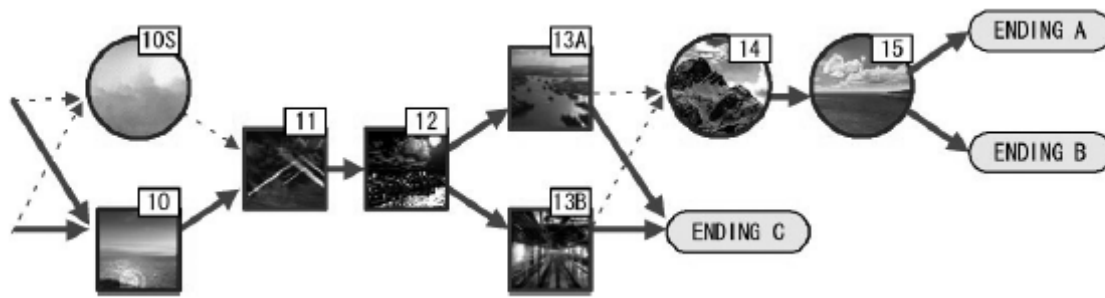 10S
10
11
12
13A
13B
14
15
ENDING A
ENDING B
ENDING C